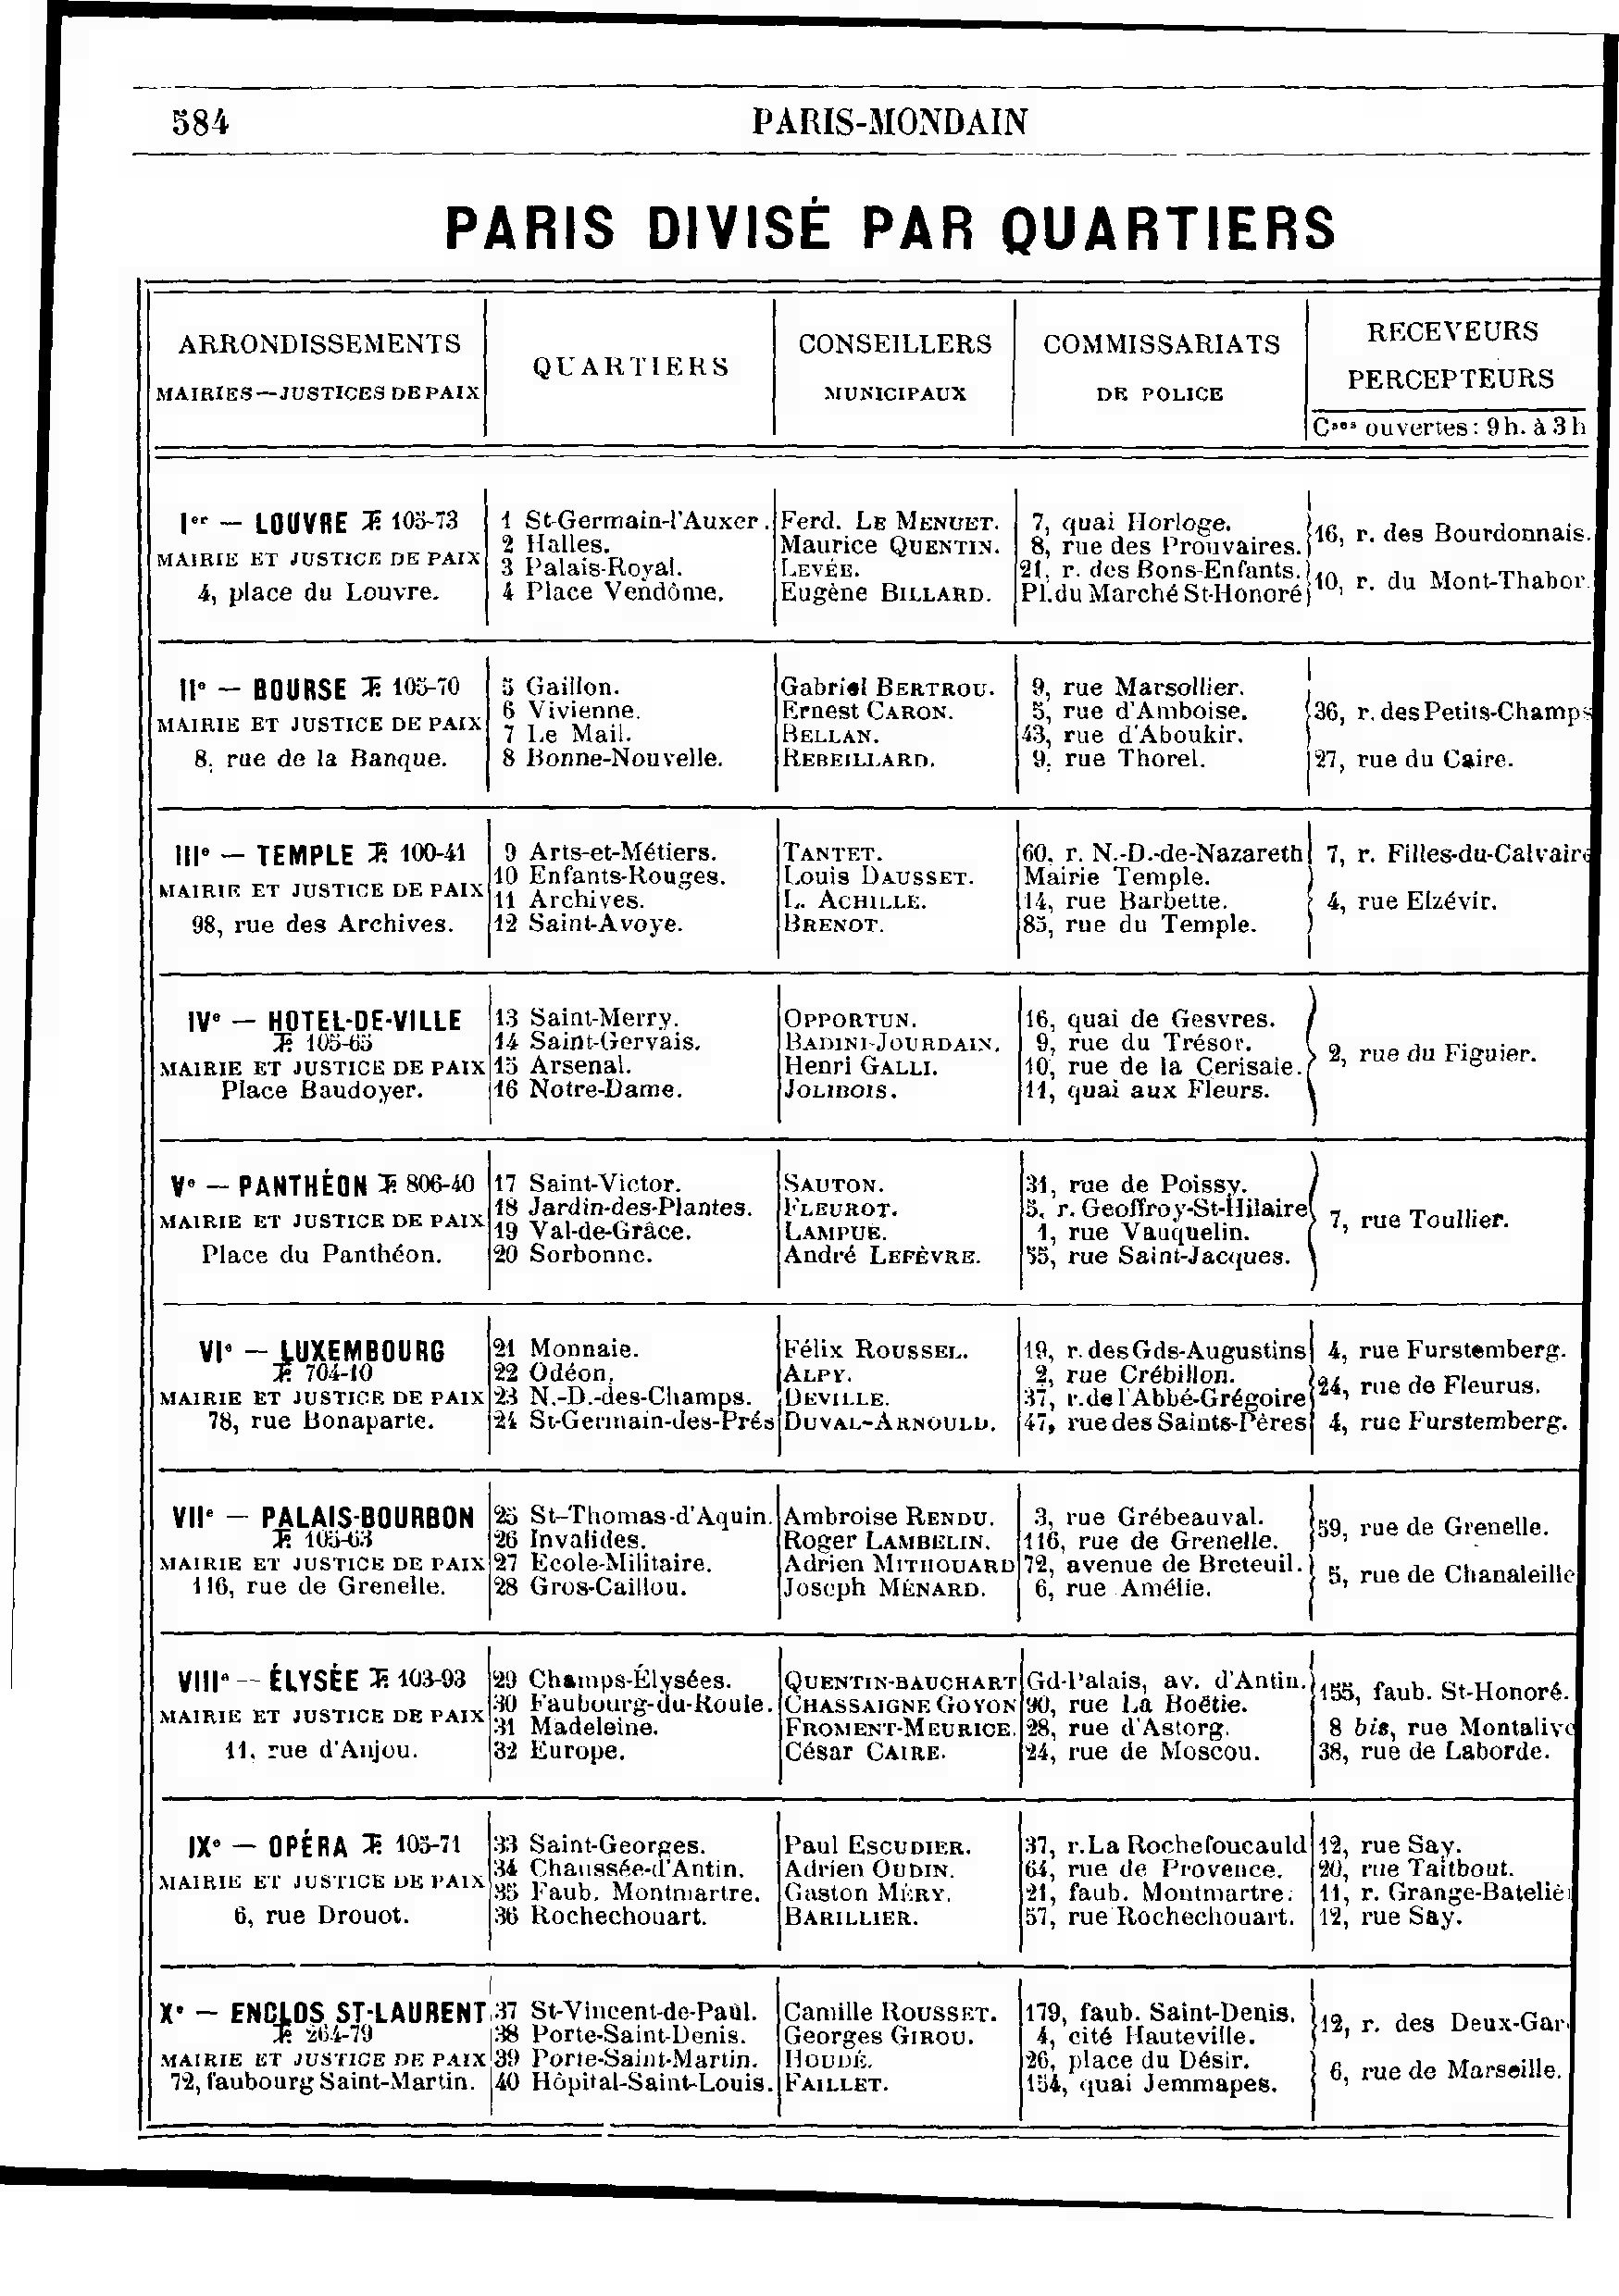 584 PARIS-MONDAIN
PARIS DIVISÉ PAR QUARTIERS
ARRONDISSEMENTS
MAIRIES—JUSTICES DE PAIX
QUARTIERS
CONSEILLERS
MUNICIPAUX
COMMISSARIATS
DE POLICE
RECEVEURS
PERCEPTEURS
Cses ouvertes: 9 h. à 3 h
Ier — LOUVRE T. 105-73
MAIRIE ET JUSTICE DE PAIX
4, place du Louvre.
1 St-Germain-l'Auxer.
2 Halles.
3 Palais-Royal.
4 Place Vendôme.
Ferd. LE MENUET.
Maurice QUENTIN.
LEVÉE.
Eugène BILLARD.
7, quai Horloge.
8, rue des Prouvaires.
21, r. des Bons-Enfants.
Pl. du Marché St-Honoré
16, r. des Bourdonnais.
10, r. du Mont-Thabor.
IIe — BOURSE T. 105-70
MAIRIE ET JUSTICE DE PAIX
8, rue de la Banque.
5 Gaillon.
6 Vivienne.
7 Le Mail.
8 Bonne-Nouvelle.
Gabriel BERTROU.
Ernest CARON.
BELLAN.
REBEILLARD.
9, rue Marsollier.
5, rue d'Amboise.
43, rue d'Aboukir.
9, rue Thorel.
36, r. des Petits-Champs
27, rue du Caire.
IIIe — TEMPLE T. 100-41
MAIRIE ET JUSTICE DE PAIX
98, rue des Archives.
9 Arts-et-Métiers.
10 Enfants-Rouges.
11 Archives.
12 Saint-Avoye.
TANTET.
Louis DAUSSET.
L. ACHILLE.
BRENOT.
60, r. N.-D.-de-Nazareth
Mairie Temple.
14, rue Barbette.
85, rue du Temple.
7, r. Filles-du-Calvaire
4, rue Elzévir.
IVe — HOTEL-DE-VILLE
T. 105-65
MAIRIE ET JUSTICE DE PAIX
Place Baudoyer.
13 Saint-Merry.
14 Saint-Gervais.
15 Arsenal.
16 Notre-Dame.
OPPORTUN.
BADINI-JOURDAIN.
Henri GALLI.
JOLIBOIS.
16, quai de Gesvres.
9, rue du Trésor.
10, rue de la Cerisaie.
11, quai aux Fleurs.
2, rue du Figuier.
Ve — PANTHÉON T. 806-40
MAIRIE ET JUSTICE DE PAIX
Place du Panthéon.
17 Saint-Victor.
18 Jardin-des-Plantes.
19 Val-de-Grâce.
20 Sorbonne.
SAUTON.
FLEUROT.
LAMPUÉ.
André LEFÈVRE.
31, rue de Poissy.
5, r. Geoffroy-St-Hilaire
1, rue Vauquelin.
55, rue Saint-Jacques.
7, rue Toullier.
VIe — LUXEMBOURG
T. 704-10
MAIRIE ET JUSTICE DE PAIX
78, rue Bonaparte.
21 Monnaie.
22 Odéon.
23 N.-D.-des-Champs.
24 St-Germain-des-Prés
Félix ROUSSEL.
ALPY.
DEVILLE.
DUVAL-ARNOULD.
19, r. des Gds-Augustins
2, rue Crébillon.
37, r. de l'Abbé-Grégoire
47, rue des Saints-Pères
4, rue Furstemberg.
24, rue de Fleurus.
4, rue Furstemberg.
VIIe — PALAIS-BOURBON
T. 105-63
MAIRIE ET JUSTICE DE PAIX
116, rue de Grenelle.
25 St-Thomas-d'Aquin.
26 Invalides.
27 Ecole-Militaire.
28 Gros-Caillou.
Ambroise RENDU.
Roger LAMBELIN.
Adrien MITHOUARD
Joseph MÉNARD.
3, rue Grébeauval.
116, rue de Grenelle.
72, avenue de Breteuil.
6, rue Amélie.
59, rue de Grenelle.
5, rue de Chanaleille
VIIIe — ÉLYSÉE T. 103-93
MAIRIE ET JUSTICE DE PAIX
11, rue d'Anjou.
29 Champs-Élysées.
30 Faubourg-du-Roule.
31 Madeleine.
32 Europe.
QUENTIN-BAUCHART
CHASSAIGNE GOYON
FROMENT-MEURICE.
César CAIRE.
Gd-Palais, av. d'Antin.
90, rue La Boëtie.
28, rue d'Astorg.
24, rue de Moscou.
155, faub. St-Honoré.
8 bis, rue Montalive
38, rue de Laborde.
IXe — OPÉRA T. 105-71
MAIRIE ET JUSTICE DE PAIX
6, rue Drouot.
33 Saint-Georges.
34 Chaussée-d'Antin.
35 Faub. Montmartre.
36 Rochechouart.
Paul ESCUDIER.
Adrien OUDIN.
Gaston MÉRY.
BARILLIER.
37, r. La Rochefoucauld
64, rue de Provence.
21, faub. Montmartre.
57, rue Rochechouart.
12, rue Say.
20, rue Taitbout.
11, r. Grange-Bateliè
12, rue Say.
Xe — ENCLOS ST-LAURENT
T. 264-79
MAIRIE ET JUSTICE DE PAIX
72, faubourg Saint-Martin.
37 St-Vincent-de-Paul.
38 Porte-Saint-Denis.
39 Porte-Saint-Martin.
40 Hôpital-Saint-Louis.
Camille ROUSSET.
Georges GIROU.
HOUDÉ.
FAILLET.
179, faub. Saint-Denis.
4, cité Hauteville.
26, place du Désir.
154, quai Jemmapes.
12, r. des Deux-Gar
6, rue de Marseille.